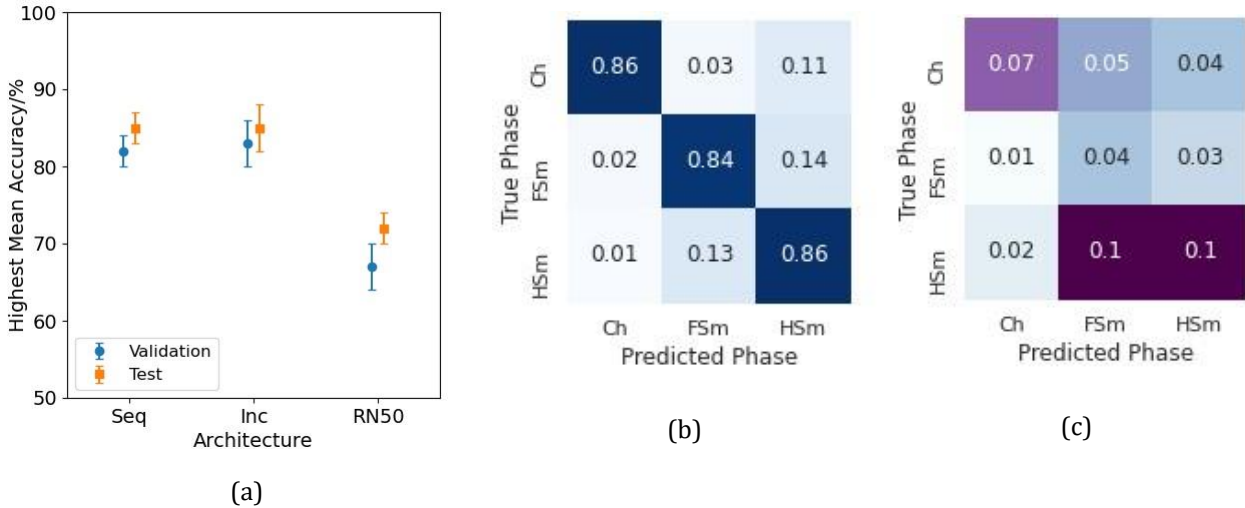 100
90
80
70
60
50
Highest Mean Accuracy/%
Validation
Test
Seq Inc RN50
Architecture
(a)
True Phase
Ch 0.86 0.03 0.11
FSm 0.02 0.84 0.14
HSm 0.01 0.13 0.86
Ch FSm HSm
Predicted Phase
(b)
True Phase
Ch 0.07 0.05 0.04
FSm 0.01 0.04 0.03
HSm 0.02 0.1 0.1
Ch FSm HSm
Predicted Phase
(c)